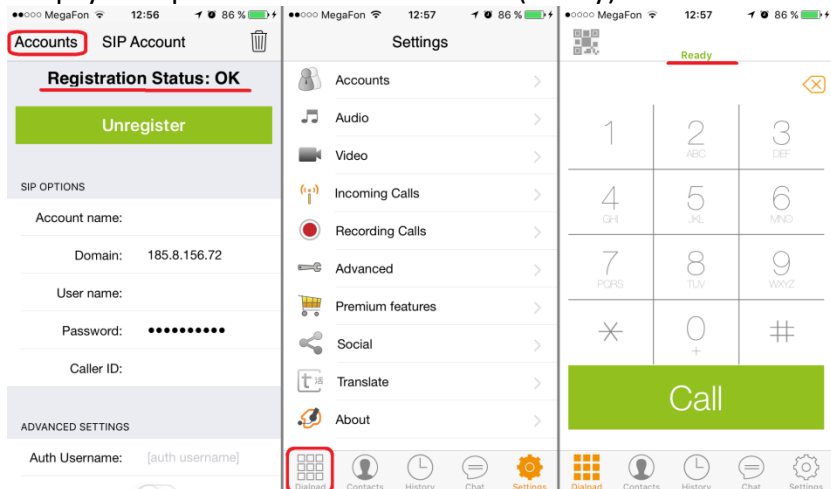 MegaFon 12:56 86 %
Accounts SIP Account
Registration Status: OK
Unregister
SIP OPTIONS
Account name:
Domain: 185.8.156.72
User name:
Password: ●●●●●●●●●●
Caller ID:
ADVANCED SETTINGS
Auth Username: [auth username]
MegaFon 12:57 86 %
Settings
Accounts
Audio
Video
Incoming Calls
Recording Calls
Advanced
Premium features
Social
Translate
About
Dialpad Contacts History Chat Settings
MegaFon 12:57 86 %
Ready
1 2 3
ABC DEF
4 5 6
GHI JKL MNO
7 8 9
PQRS TUV WXYZ
* 0 #
+
Call
Dialpad Contacts History Chat Settings